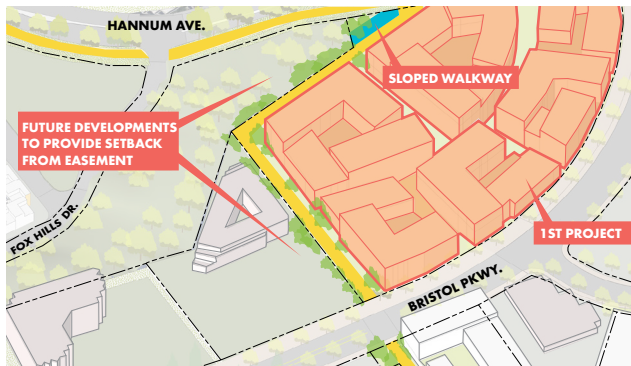 HANNUM AVE.
SLOPED WALKWAY
FUTURE DEVELOPMENTS
TO PROVIDE SETBACK
FROM EASEMENT
FOX HILLS DR.
1ST PROJECT
BRISTOL PKWY.